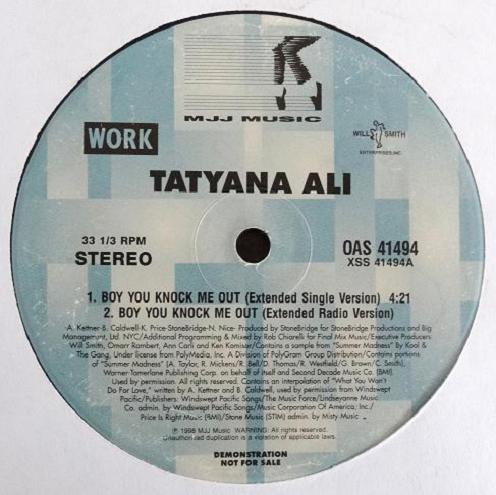 MJJ MUSIC
WORK
WILL SMITH
ENTERPRISES, INC.
TATYANA ALI
33 1/3 RPM
STEREO
OAS 41494
XSS 41494A
1. BOY YOU KNOCK ME OUT (Extended Single Version) 4:21
2. BOY YOU KNOCK ME OUT (Extended Radio Version)
-A. Kettner-B. Caldwell-K. Price-StoneBridge-N. Nice- Produced by StoneBridge for StoneBridge Productions and Big
Management, Ltd. NYC/Additional Programming & Mixed by Rob Chiarelli for Final Mix Music/Executive Producers
Will Smith, Omarr Rambert, Ann Carli and Ken Komisar/Contains a sample from "Summer Madness" By Kool &
The Gang, Under license from PolyMedia, Inc. A Division of PolyGram Group Distribution/Contains portions
of "Summer Madness" (A. Taylor/R. Mickens/R. Bell/D. Thomas/R. Westfield/G. Brown/C. Smith),
Warner-Tamerlane Publishing Corp. on behalf of itself and Second Decade Music Co. (BMI).
Used by permission. All rights reserved. Contains an interpolation of "What You Won't
Do For Love," written by A. Kettner and B. Caldwell, used by permission from Windswept
Pacific/Publishers: Windswept Pacific Songs/The Music Force/Lindseyanne Music
Co. admin. by Windswept Pacific Songs/Music Corporation Of America, Inc./
Price Is Right Music (BMI)/Stone Music (STIM) admin. by Misty Music.
℗ 1998 MJJ Music WARNING: All rights reserved.
Unauthorized duplication is a violation of applicable laws.
DEMONSTRATION
NOT FOR SALE